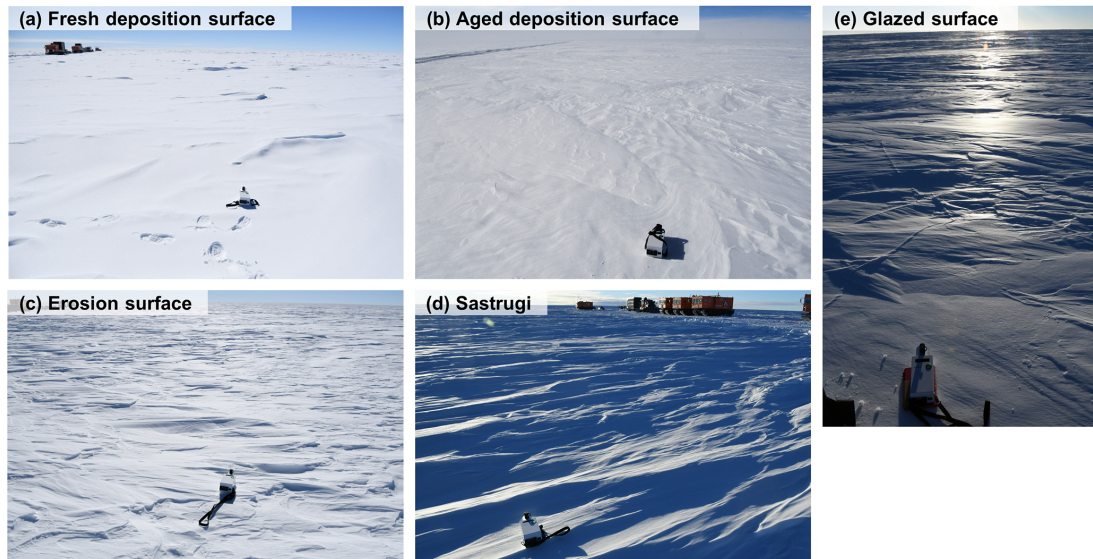 (a) Fresh deposition surface
(b) Aged deposition surface
(e) Glazed surface
(c) Erosion surface
(d) Sastrugi